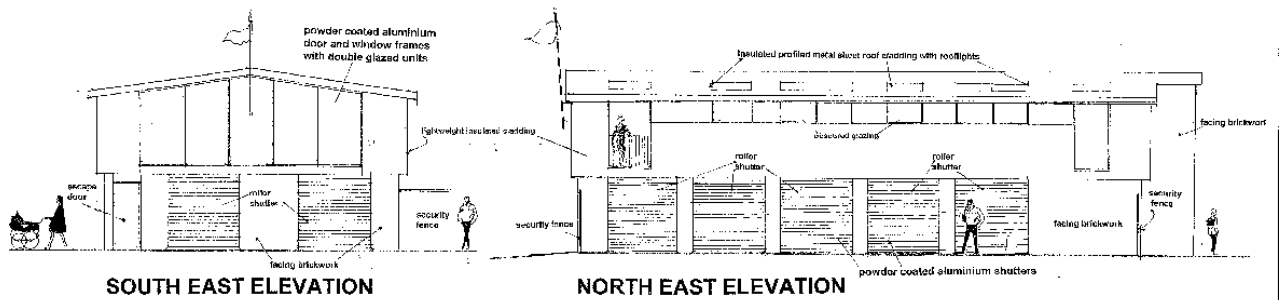 powder coated aluminium
door and window frames
with double glazed units
lightweight insulated cladding
escape
door
roller
shutter
security
fence
facing brickwork
SOUTH EAST ELEVATION
insulated profiled metal sheet roof cladding with rooflights
obscured glazing
facing brickwork
roller
shutter
roller
shutter
security fence
facing brickwork
security
fence
powder coated aluminium shutters
NORTH EAST ELEVATION